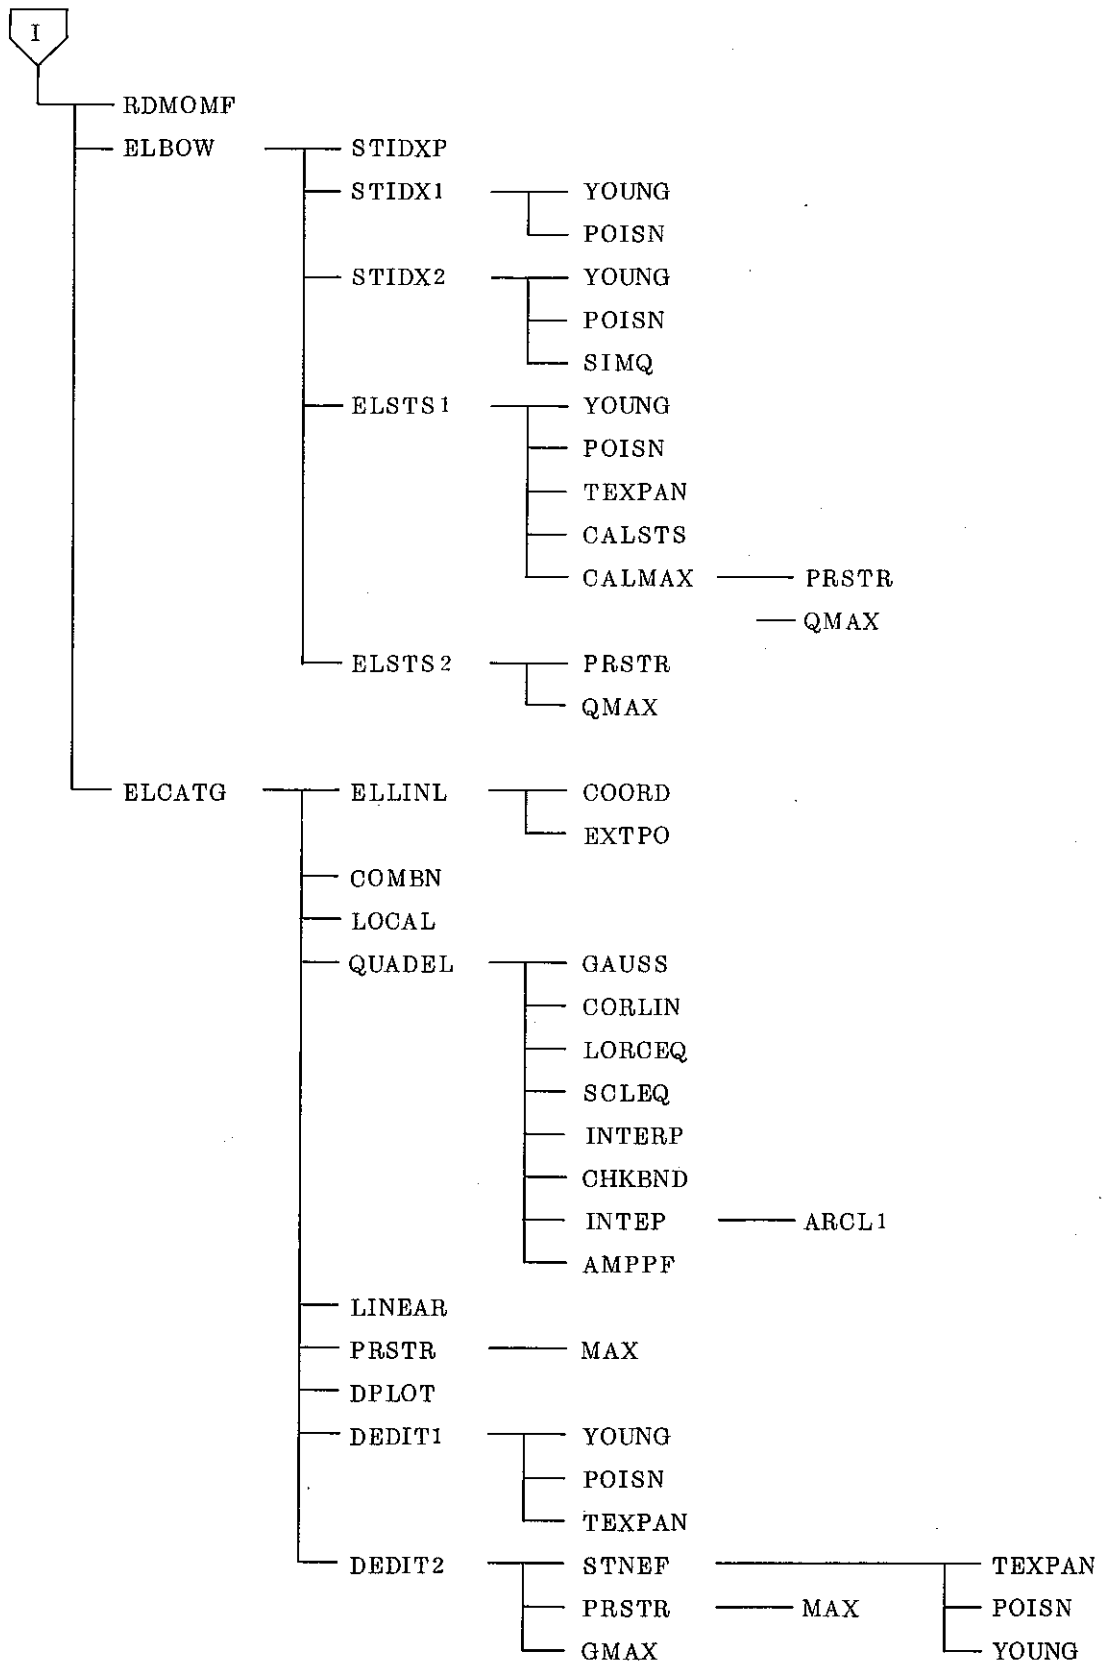 I
RDMOMF
ELBOW STIDXP
STIDX1 YOUNG
POISN
STIDX2 YOUNG
POISN
SIMQ
ELSTS1 YOUNG
POISN
TEXPAN
CALSTS
CALMAX PRSTR
QMAX
ELSTS2 PRSTR
QMAX
ELCATG ELLINL COORD
EXTPO
COMBN
LOCAL
QUADEL GAUSS
CORLIN
LORCEQ
SCLEQ
INTERP
CHKBND
INTEP ARCL1
AMPPF
LINEAR
PRSTR MAX
DPLOT
DEDIT1 YOUNG
POISN
TEXPAN
DEDIT2 STNEF TEXPAN
PRSTR MAX POISN
GMAX YOUNG